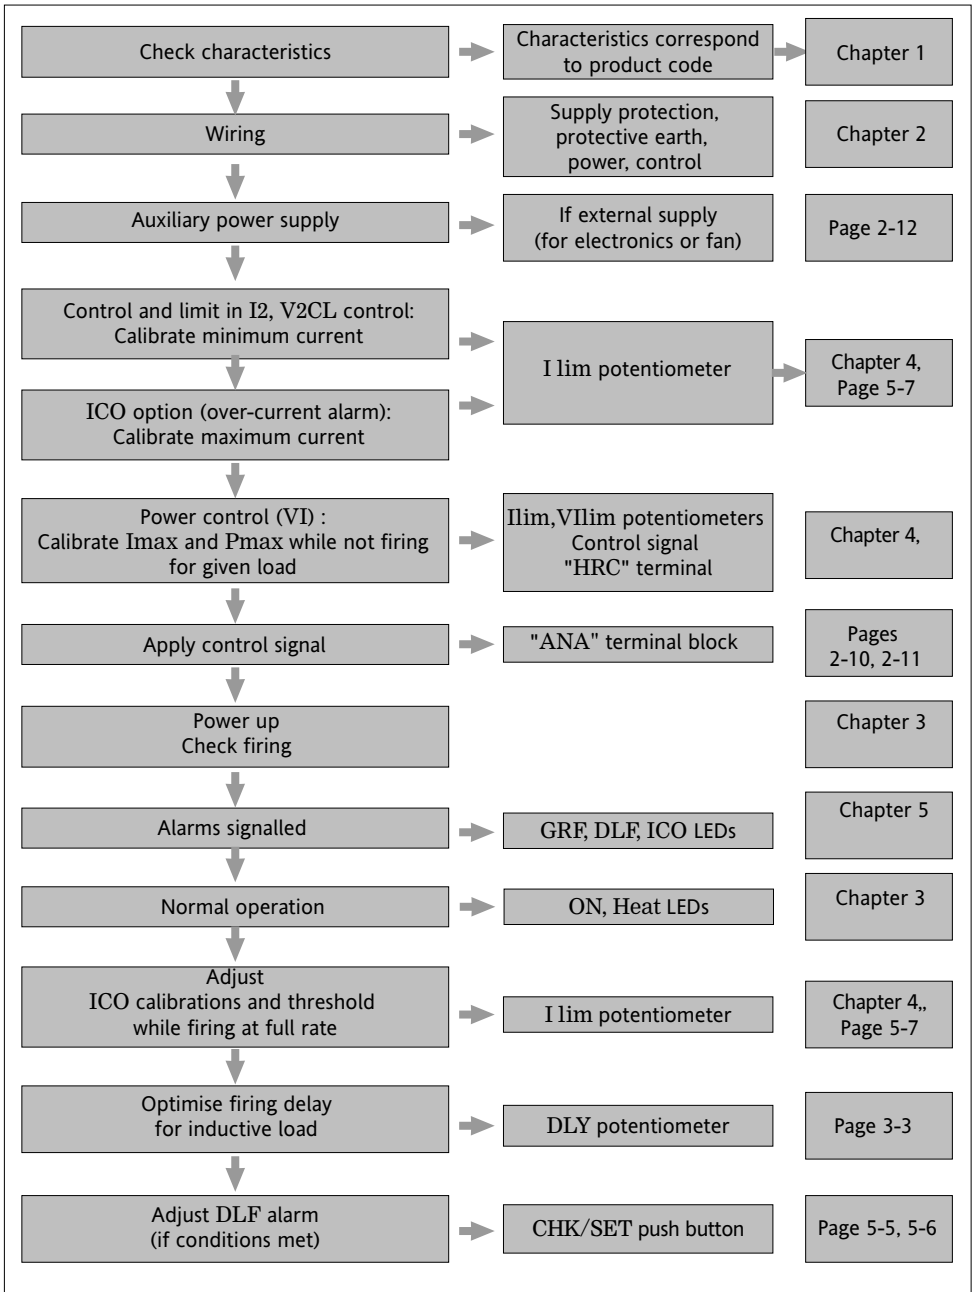 Check characteristics
Characteristics correspond
to product code
Chapter 1
Wiring
Supply protection,
protective earth,
power, control
Chapter 2
Auxiliary power supply
If external supply
(for electronics or fan)
Page 2-12
Control and limit in I2, V2CL control:
Calibrate minimum current
I lim potentiometer
Chapter 4,
Page 5-7
ICO option (over-current alarm):
Calibrate maximum current
Power control (VI) :
Calibrate Imax and Pmax while not firing
for given load
Ilim,VIlim potentiometers
Control signal
"HRC" terminal
Chapter 4,
Apply control signal
"ANA" terminal block
Pages
2-10, 2-11
Power up
Check firing
Chapter 3
Alarms signalled
GRF, DLF, ICO LEDs
Chapter 5
Normal operation
ON, Heat LEDs
Chapter 3
Adjust
ICO calibrations and threshold
while firing at full rate
I lim potentiometer
Chapter 4,,
Page 5-7
Optimise firing delay
for inductive load
DLY potentiometer
Page 3-3
Adjust DLF alarm
(if conditions met)
CHK/SET push button
Page 5-5, 5-6